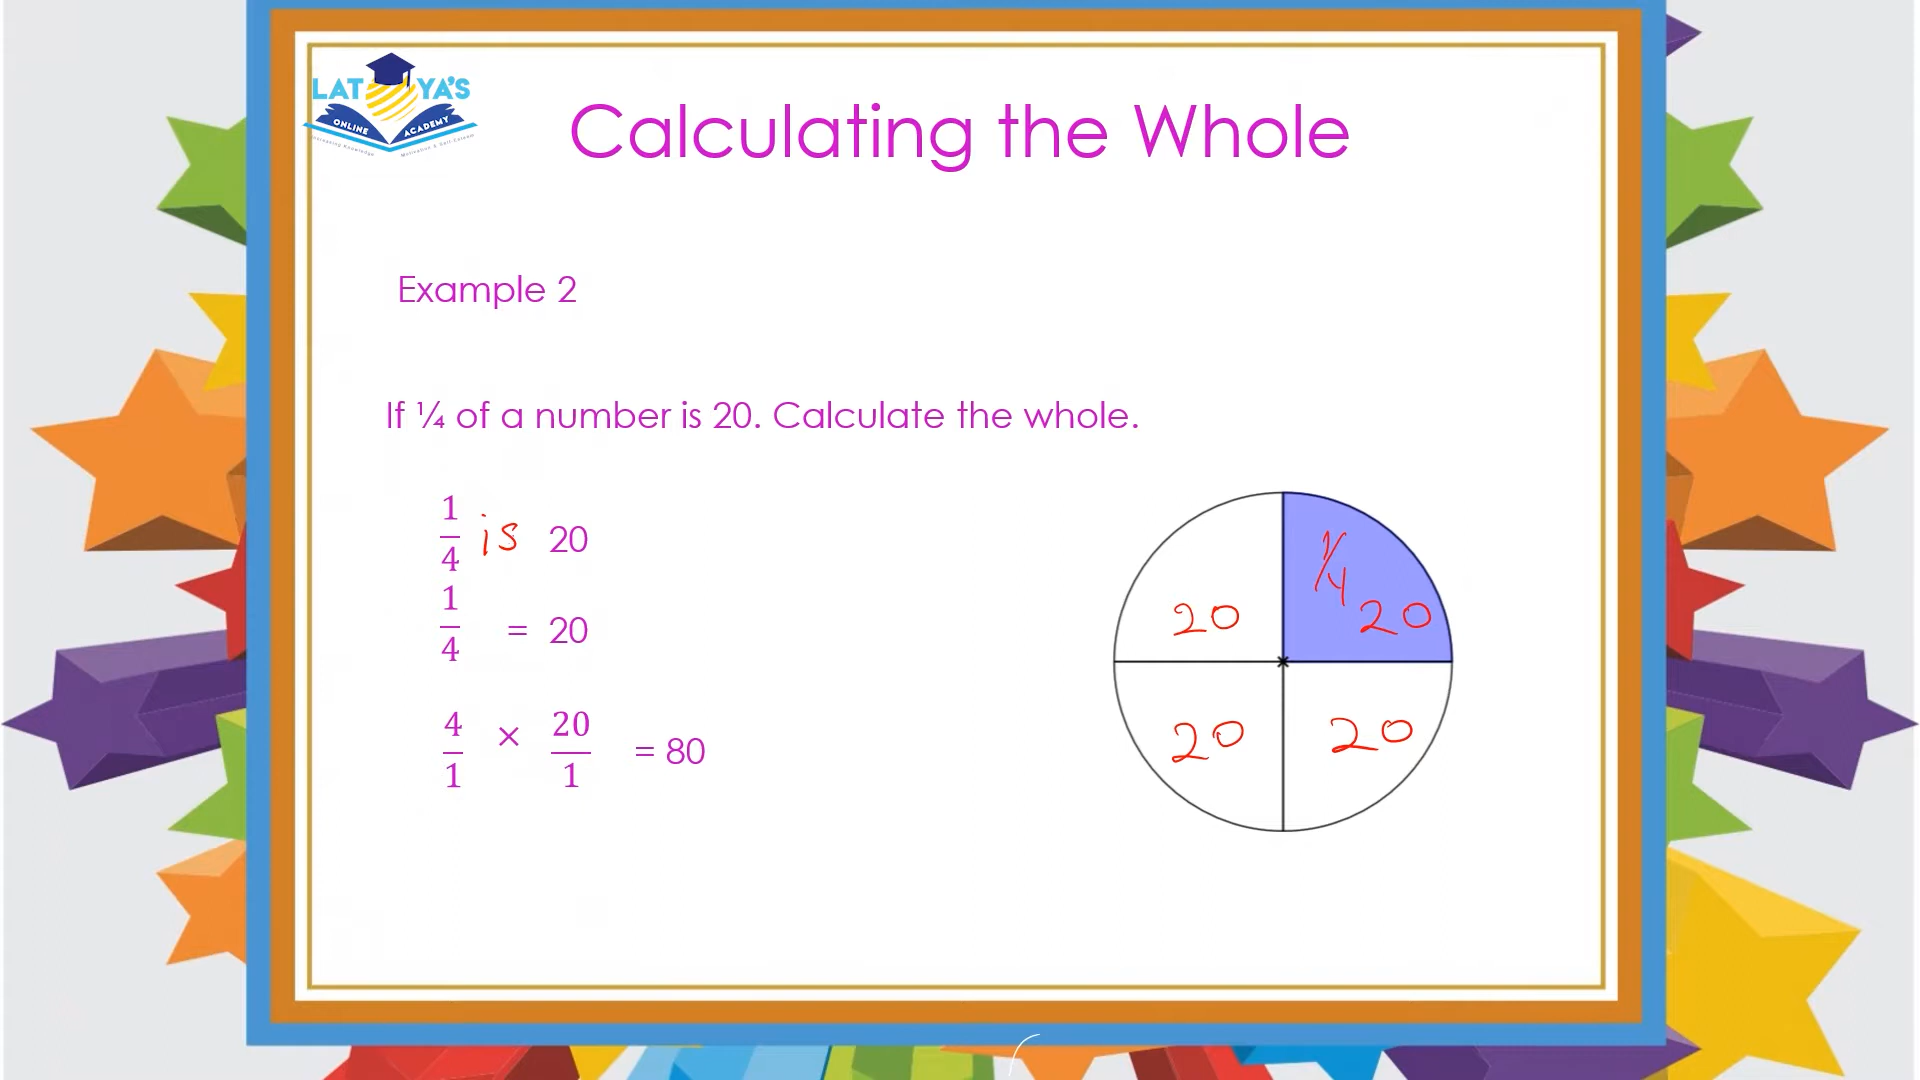 LAT YA'S
ONLINE ACADEMY
Calculating the Whole
Example 2
If ¼ of a number is 20. Calculate the whole.
1/4 is 20
1/4 = 20
4/1 × 20/1 = 80
1/4
20 20
20 20